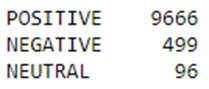 POSITIVE 9666
NEGATIVE 499
NEUTRAL 96